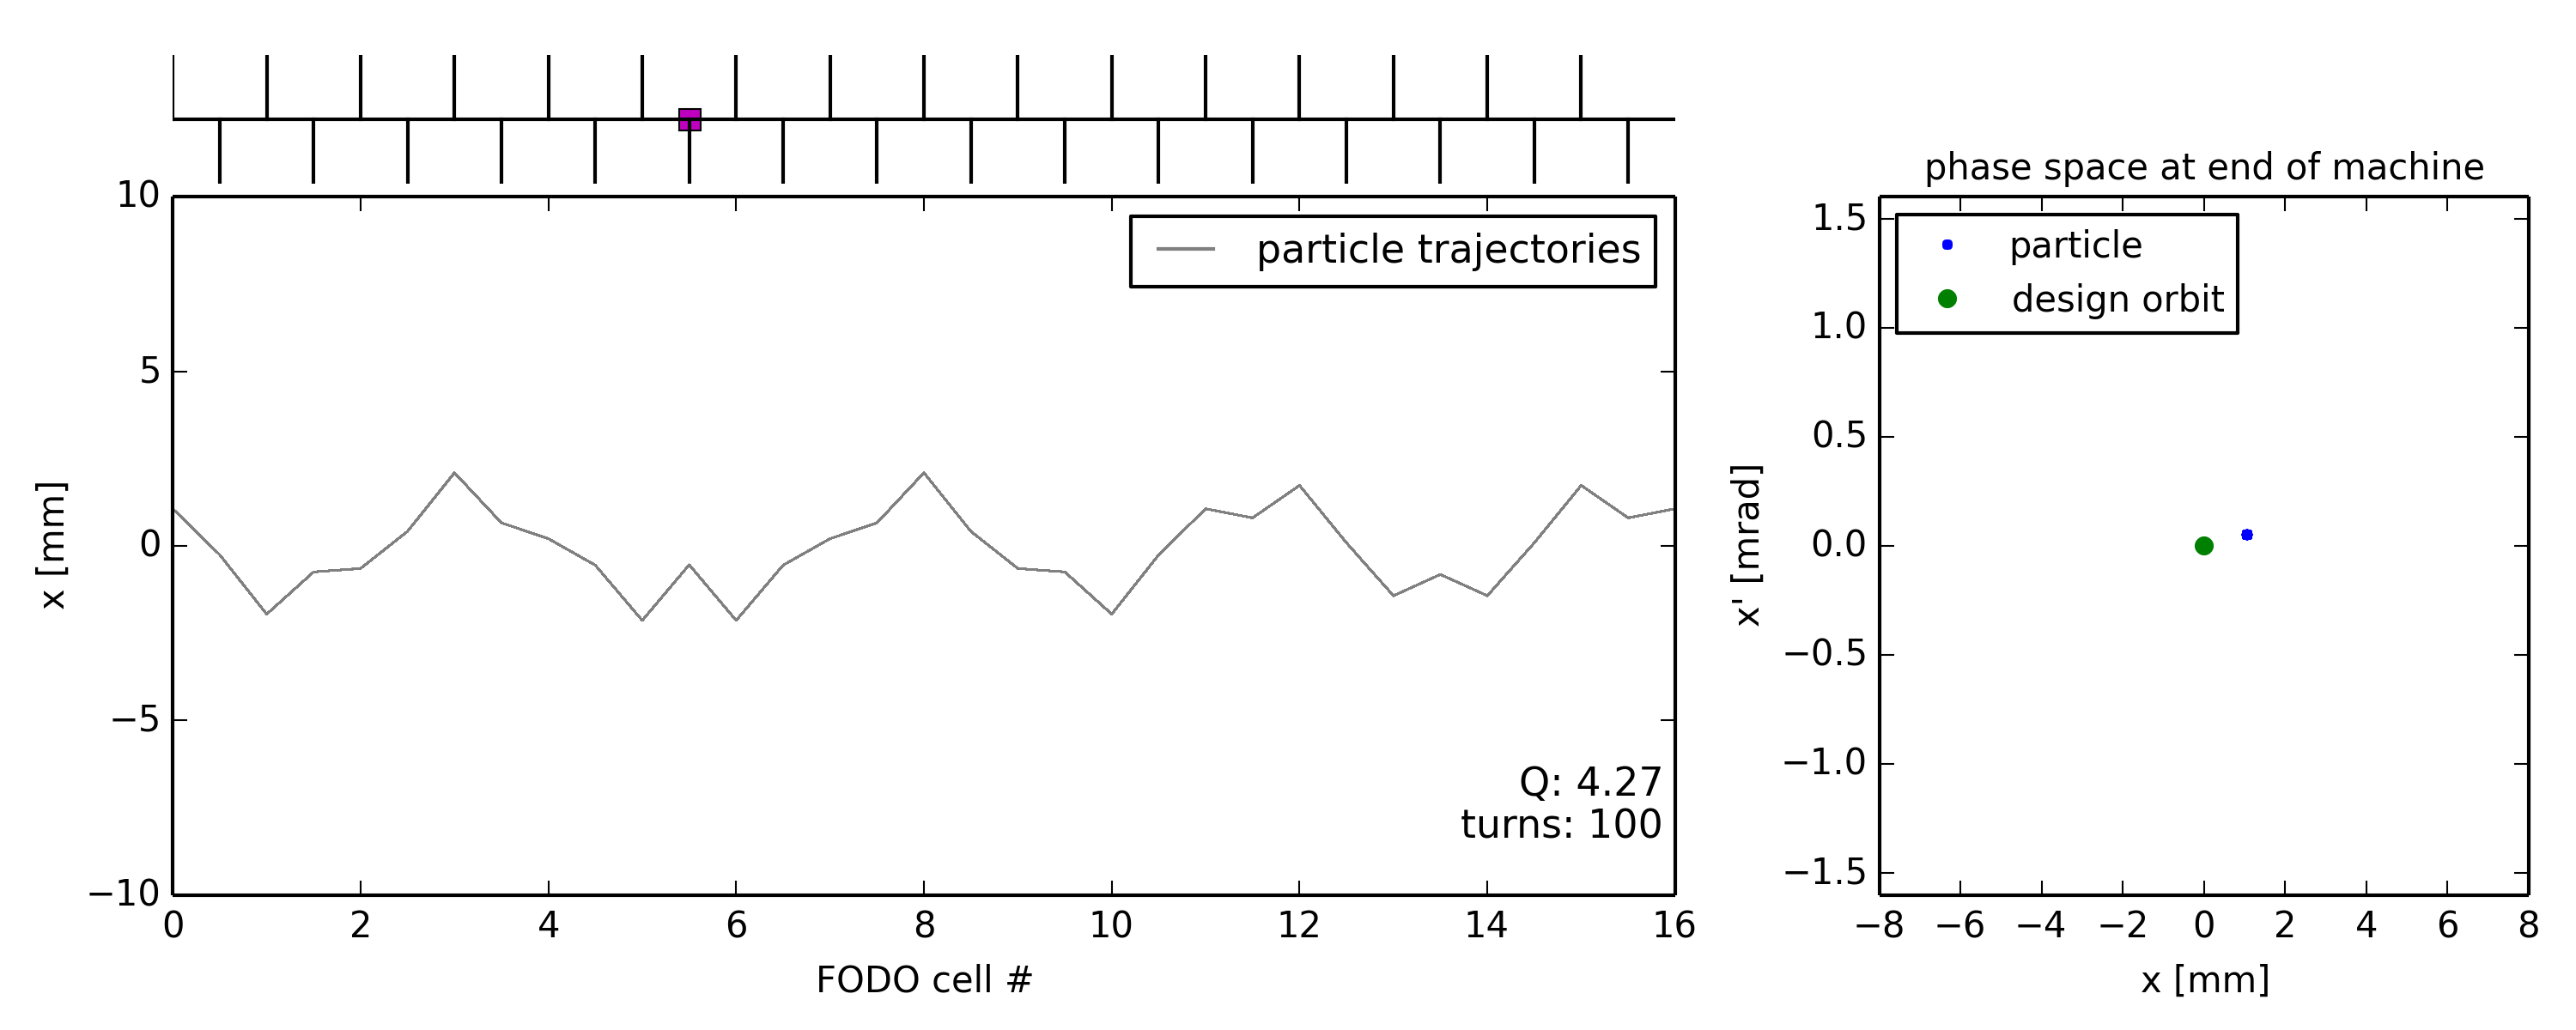 10
5
0
−5
−10
x [mm]
particle trajectories
Q: 4.27
turns: 100
0 2 4 6 8 10 12 14 16
FODO cell #
phase space at end of machine
1.5
1.0
0.5
0.0
−0.5
−1.0
−1.5
x' [mrad]
particle
design orbit
−8 −6 −4 −2 0 2 4 6 8
x [mm]